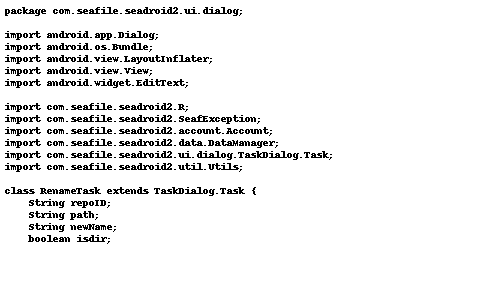 package com.seafile.seadroid2.ui.dialog;

import android.app.Dialog;
import android.os.Bundle;
import android.view.LayoutInflater;
import android.view.View;
import android.widget.EditText;

import com.seafile.seadroid2.R;
import com.seafile.seadroid2.SeafException;
import com.seafile.seadroid2.account.Account;
import com.seafile.seadroid2.data.DataManager;
import com.seafile.seadroid2.ui.dialog.TaskDialog.Task;
import com.seafile.seadroid2.util.Utils;

class RenameTask extends TaskDialog.Task {
    String repoID;
    String path;
    String newName;
    boolean isdir;